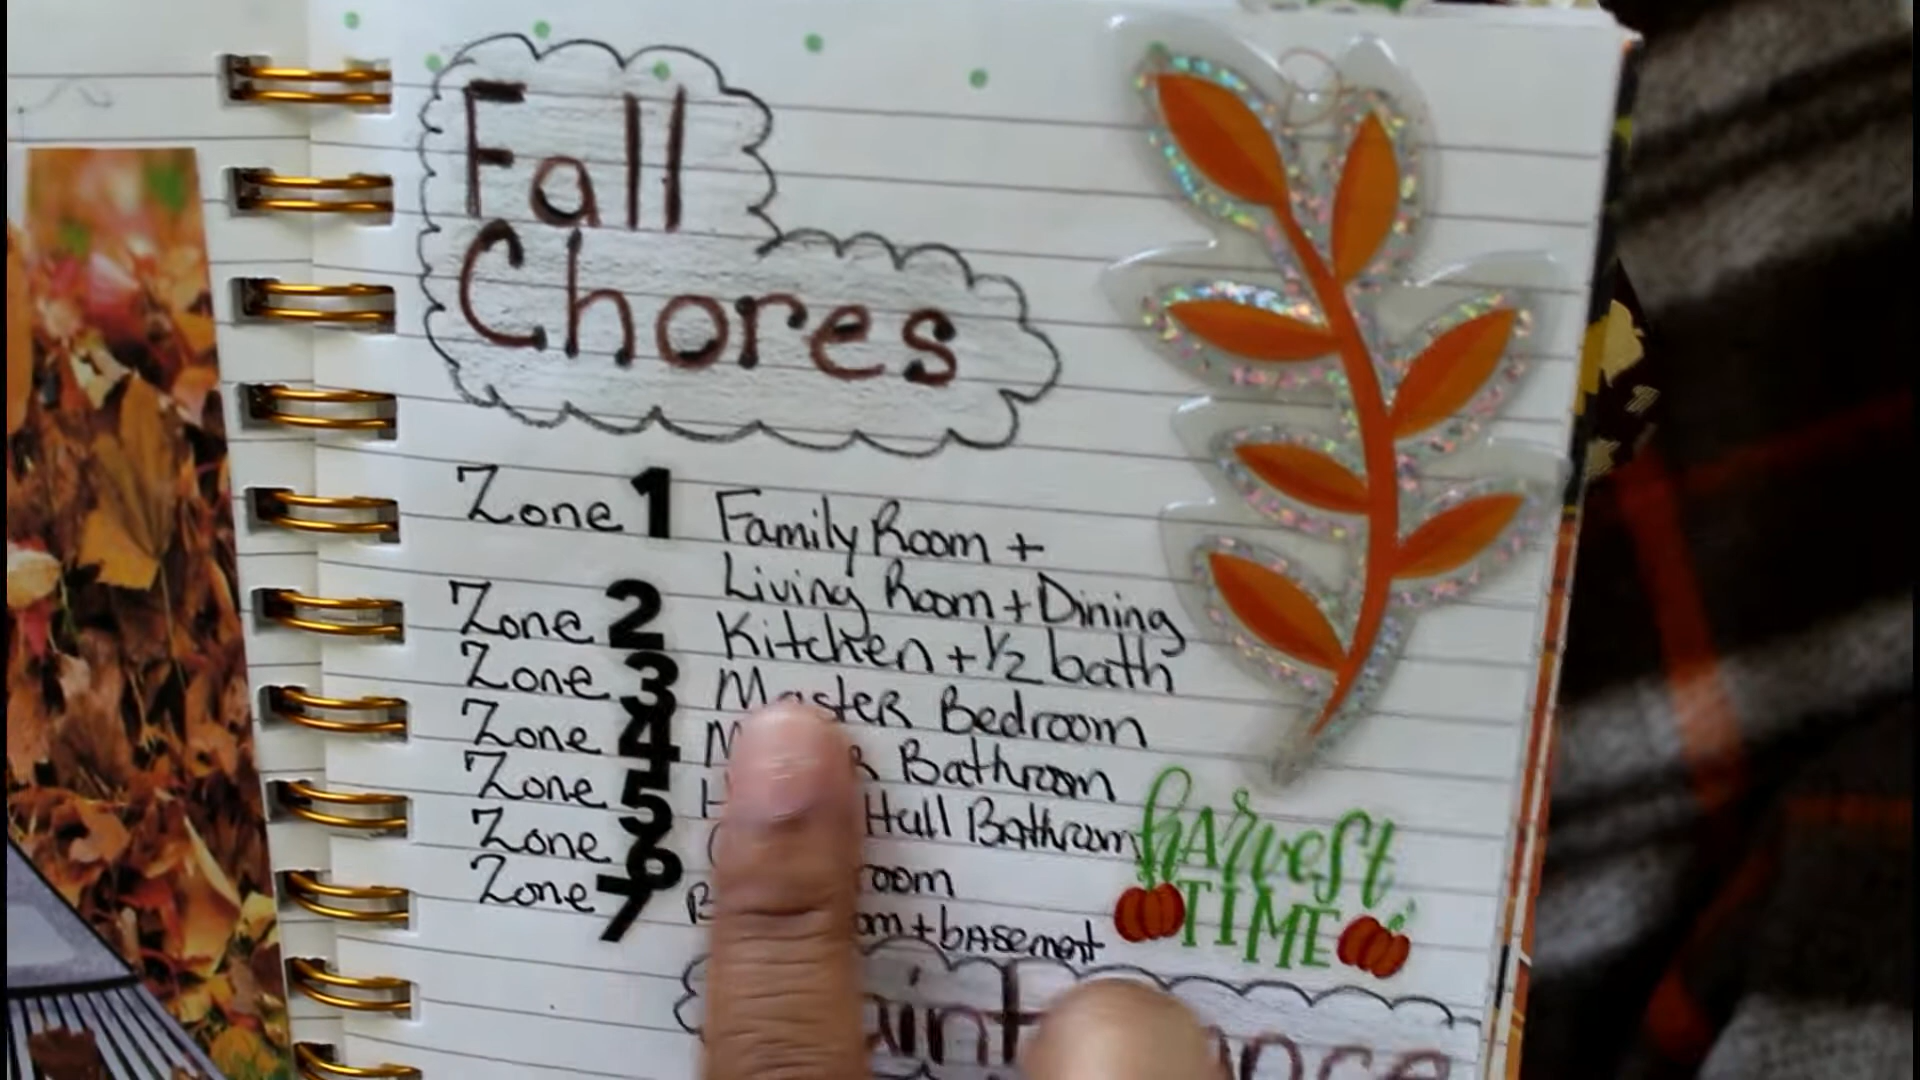 Fall
Chores
Zone 1 Family Room +
Living Room + Dining
Zone 2 Kitchen + 1/2 bath
Zone 3 Master Bedroom
Zone 4 Bathroom
Zone 5 Hall Bathroom
Zone 6
Zone 7 + basement
harvest
TIME